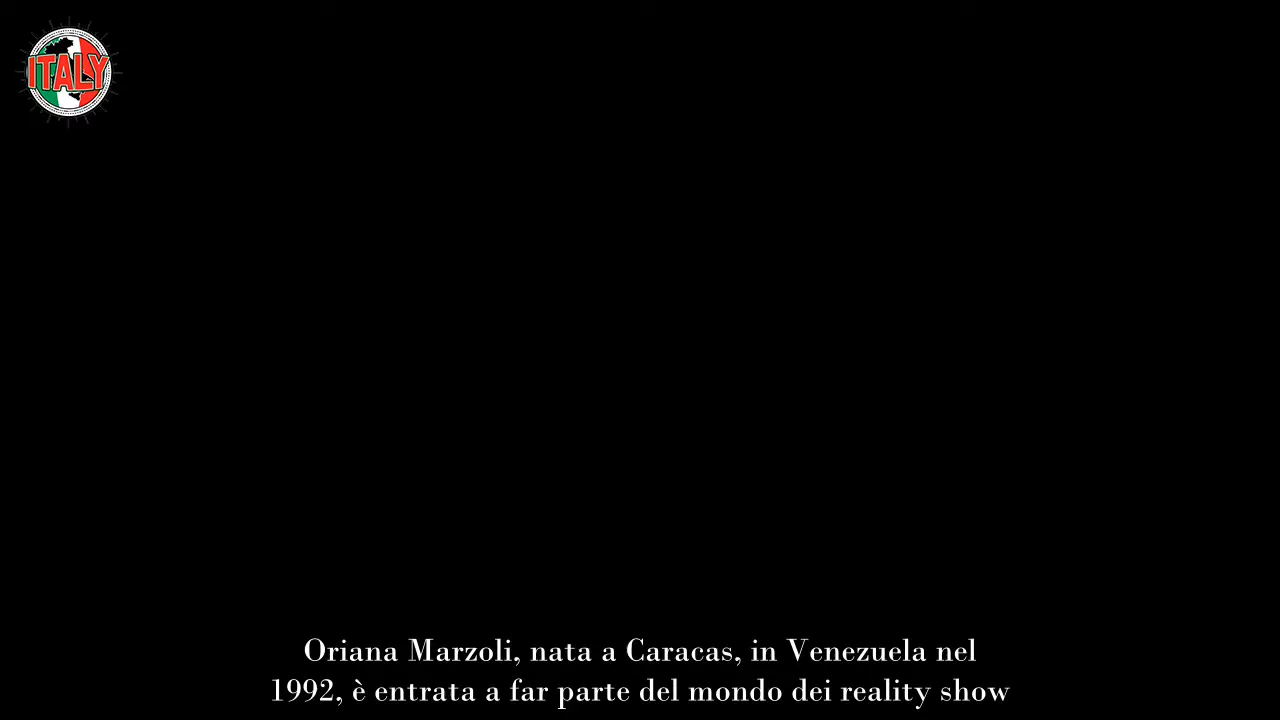 ITALY
Oriana Marzoli, nata a Caracas, in Venezuela nel
1992, è entrata a far parte del mondo dei reality show